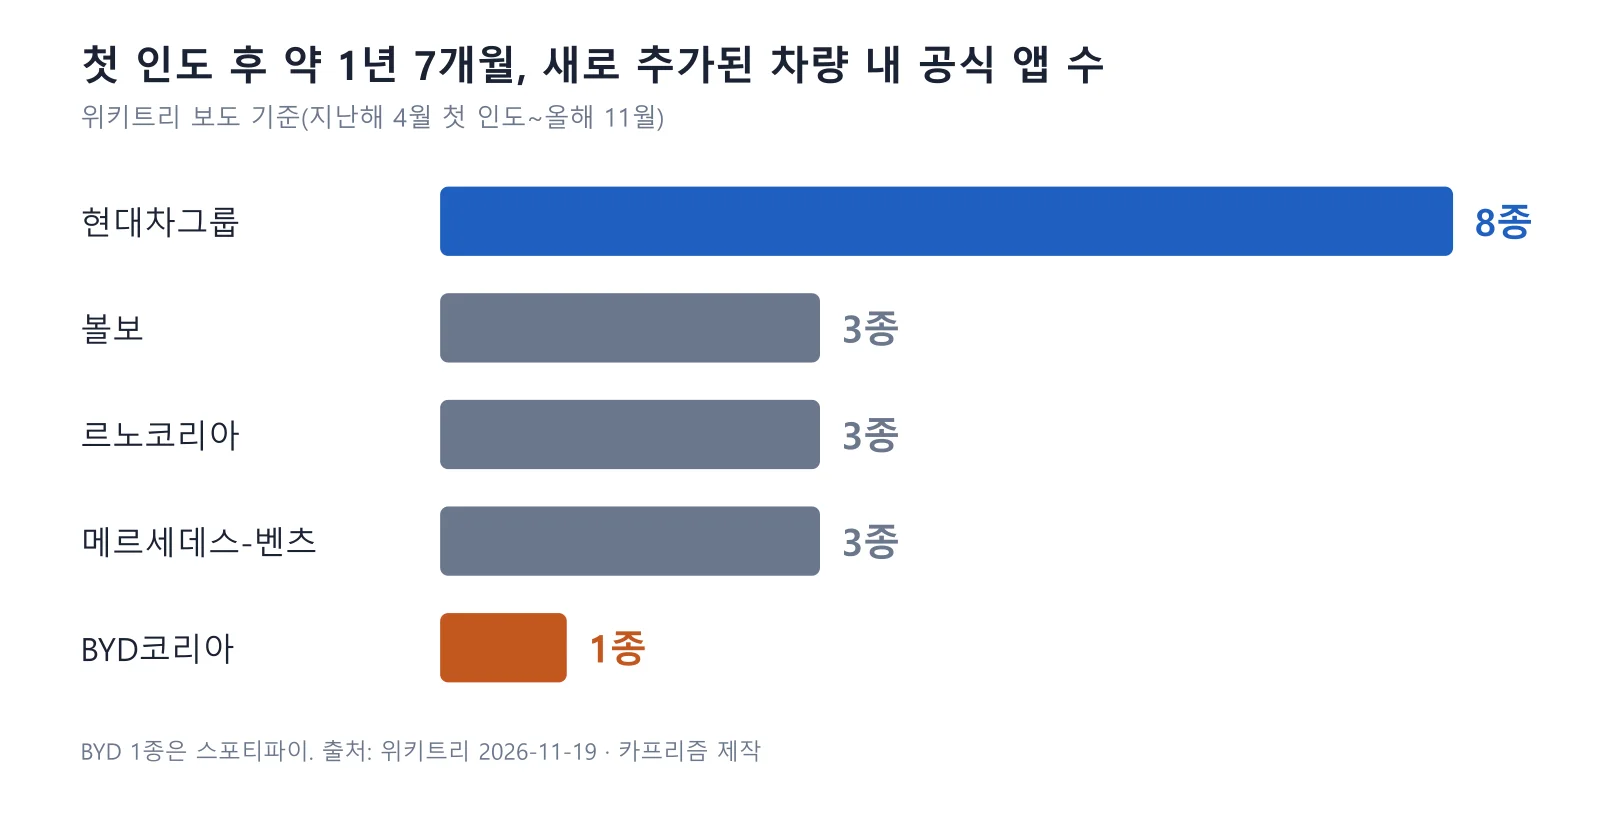 첫 인도 후 약 1년 7개월, 새로 추가된 차량 내 공식 앱 수
위키트리 보도 기준(지난해 4월 첫 인도~올해 11월)
현대차그룹 8종
볼보 3종
르노코리아 3종
메르세데스-벤츠 3종
BYD코리아 1종
BYD 1종은 스포티파이. 출처: 위키트리 2026-11-19 · 카프리즘 제작